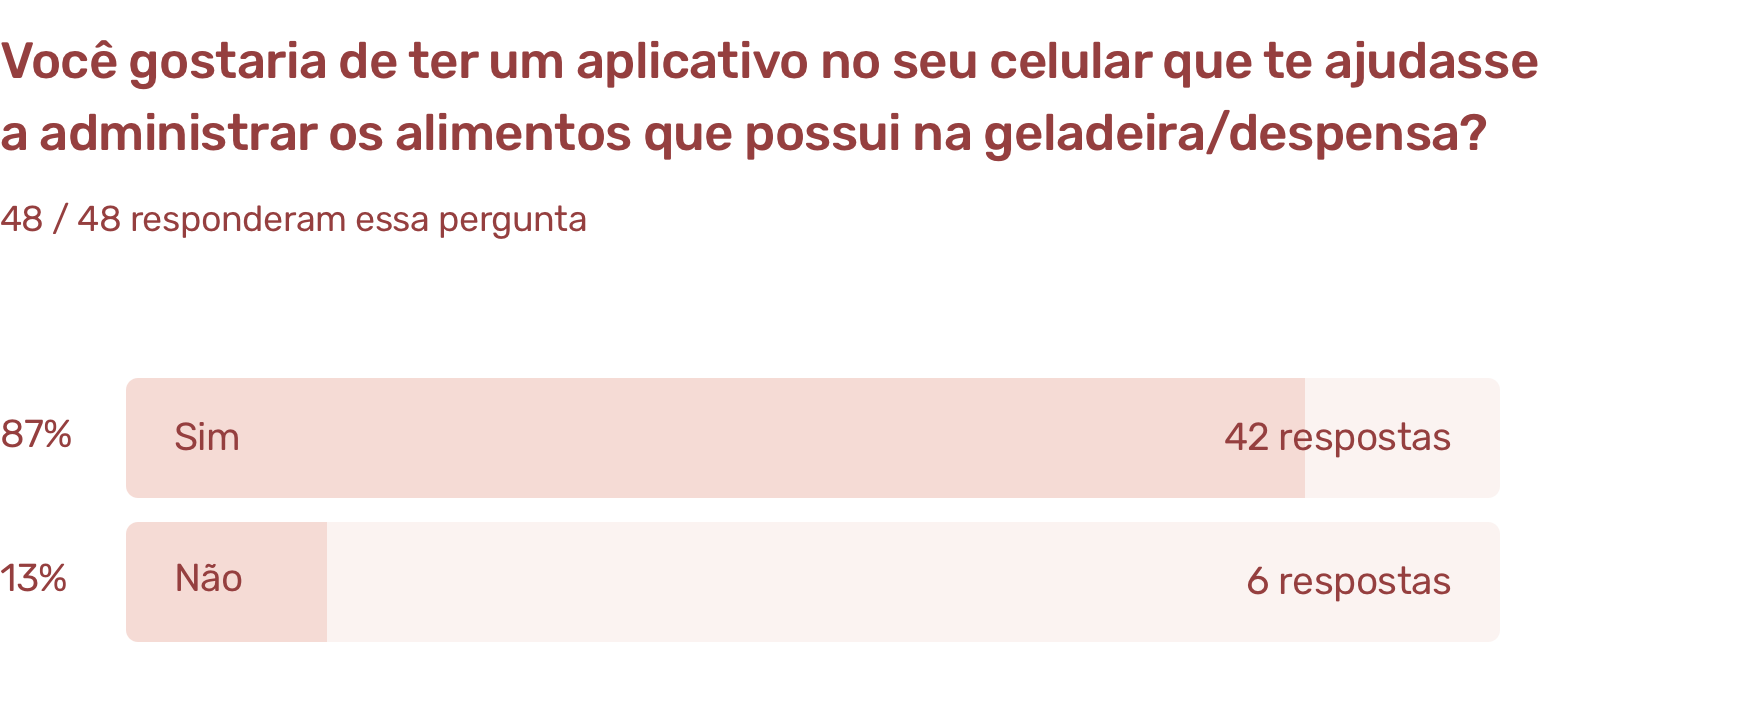 Você gostaria de ter um aplicativo no seu celular que te ajudasse
a administrar os alimentos que possui na geladeira/despensa?
48 / 48 responderam essa pergunta
87% Sim 42 respostas
13% Não 6 respostas